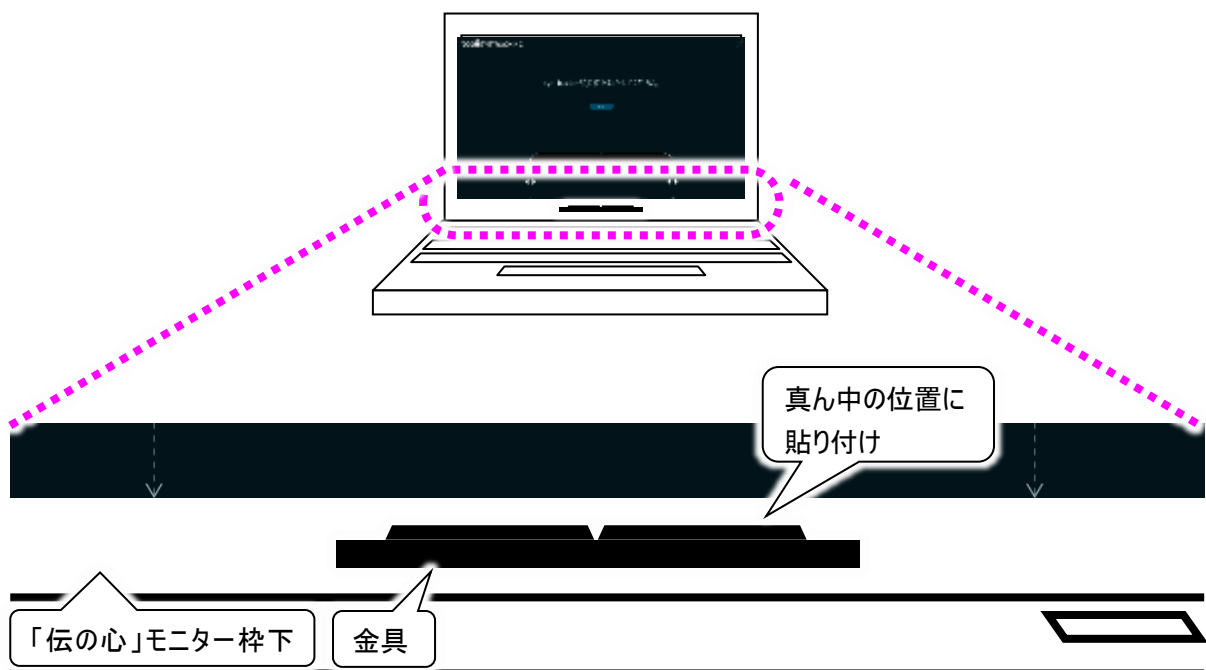 真ん中の位置に
貼り付け
「伝の心」モニター枠下
金具